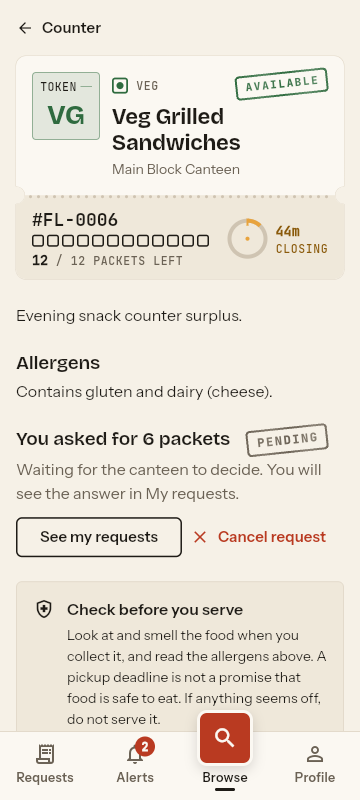 Counter
TOKEN
VG
VEG
AVAILABLE
Veg Grilled
Sandwiches
Main Block Canteen
#FL-0006
12 / 12 PACKETS LEFT
44m
CLOSING
Evening snack counter surplus.
Allergens
Contains gluten and dairy (cheese).
You asked for 6 packets
PENDING
Waiting for the canteen to decide. You will
see the answer in My requests.
See my requests
Cancel request
Check before you serve
Look at and smell the food when you
collect it, and read the allergens above. A
pickup deadline is not a promise that
food is safe to eat. If anything seems off,
do not serve it.
2
Requests
Alerts
Browse
Profile